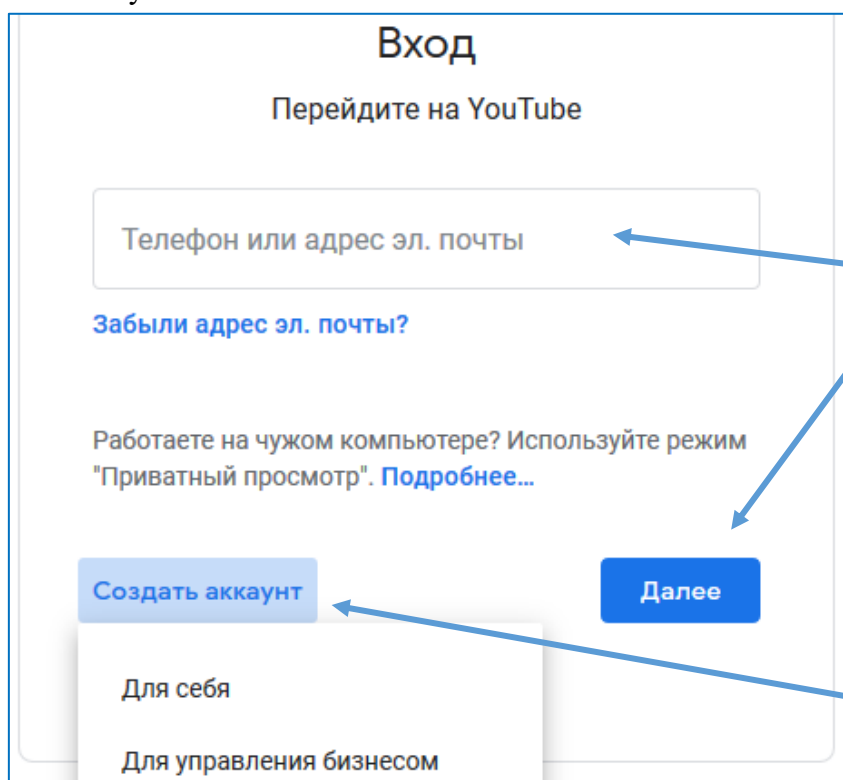 Вход
Перейдите на YouTube
Телефон или адрес эл. почты
Забыли адрес эл. почты?
Работаете на чужом компьютере? Используйте режим
"Приватный просмотр". Подробнее...
Создать аккаунт
Далее
Для себя
Для управления бизнесом